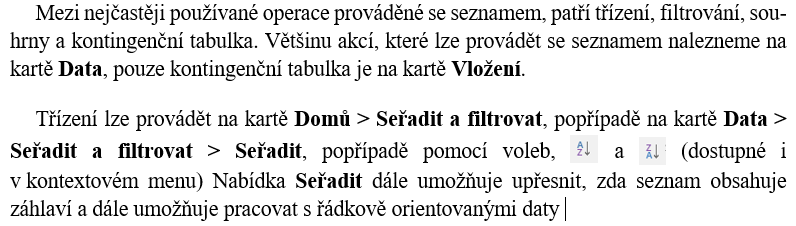 Mezi nejčastěji používané operace prováděné se seznamem, patří třízení, filtrování, sou-
hrny a kontingenční tabulka. Většinu akcí, které lze provádět se seznamem nalezneme na
kartě Data, pouze kontingenční tabulka je na kartě Vložení.
Třízení lze provádět na kartě Domů > Seřadit a filtrovat, popřípadě na kartě Data >
Seřadit a filtrovat > Seřadit, popřípadě pomocí voleb, AZ↓ a ZA↓ (dostupné i
v kontextovém menu) Nabídka Seřadit dále umožňuje upřesnit, zda seznam obsahuje
záhlaví a dále umožňuje pracovat s řádkově orientovanými daty